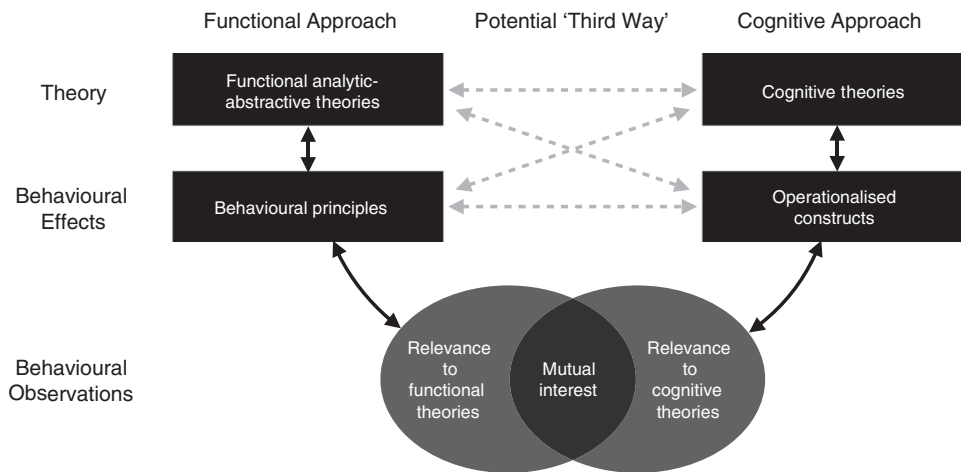 Functional Approach
Potential ‘Third Way’
Cognitive Approach
Theory
Functional analytic-
abstractive theories
Cognitive theories
Behavioural
Effects
Behavioural principles
Operationalised
constructs
Behavioural
Observations
Relevance
to
functional
theories
Mutual
interest
Relevance
to
cognitive
theories